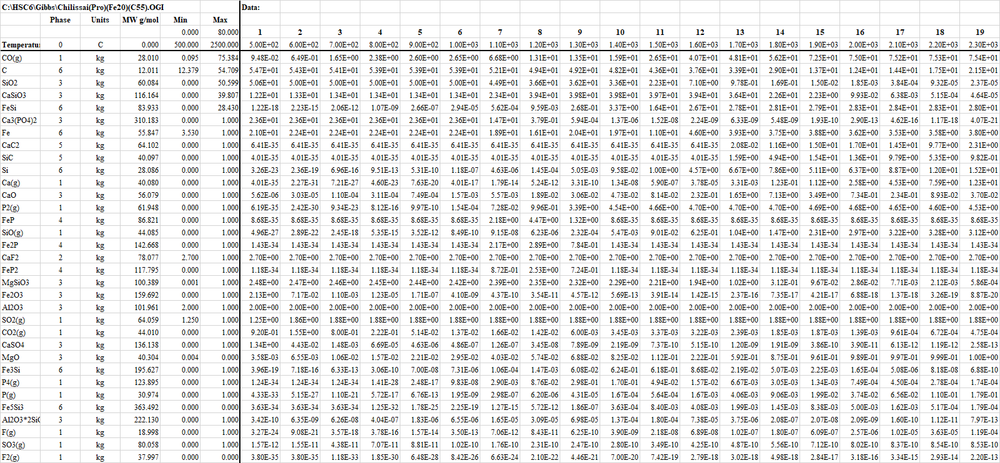 C:\HSC6\Gibbs\Chilissai(Pro)(Fe20)(C55).OGI Data:
Phase Units MW g/mol Min Max
0.000 80.000 1 2 3 4 5 6 7 8 9 10 11 12 13 14 15 16 17 18 19
Temperatu 0 C 0.000 500.000 2500.000 5.00E+02 6.00E+02 7.00E+02 8.00E+02 9.00E+02 1.00E+03 1.10E+03 1.20E+03 1.30E+03 1.40E+03 1.50E+03 1.60E+03 1.70E+03 1.80E+03 1.90E+03 2.00E+03 2.10E+03 2.20E+03 2.30E+03
CO(g) 1 kg 28.010 0.095 75.384 9.48E-02 6.49E-01 1.65E+00 2.38E+00 2.60E+00 2.65E+00 6.68E+00 1.31E+01 1.35E+01 1.59E+01 2.65E+01 4.07E+01 4.81E+01 5.62E+01 7.25E+01 7.50E+01 7.52E+01 7.53E+01 7.54E+01
C 6 kg 12.011 12.379 54.709 5.47E+01 5.43E+01 5.41E+01 5.39E+01 5.39E+01 5.39E+01 5.21E+01 4.94E+01 4.92E+01 4.82E+01 4.36E+01 3.76E+01 3.39E+01 2.90E+01 1.37E+01 1.24E+01 1.44E+01 1.75E+01 2.15E+01
SiO2 3 kg 60.084 0.000 50.599 5.06E+01 5.00E+01 5.00E+01 5.00E+01 5.00E+01 5.00E+01 4.49E+01 3.66E+01 3.62E+01 3.36E+01 2.23E+01 7.10E+00 9.78E-01 1.69E-01 1.50E-02 1.85E-03 3.84E-04 9.32E-05 2.37E-05
CaSiO3 3 kg 116.164 0.000 39.807 1.22E+01 1.33E+01 1.34E+01 1.34E+01 1.34E+01 1.34E+01 2.34E+01 3.94E+01 3.98E+01 3.98E+01 3.97E+01 3.94E+01 3.64E+01 2.26E+01 2.23E+00 9.93E-02 6.38E-03 5.15E-04 4.64E-05
FeSi 6 kg 83.933 0.000 28.430 1.22E-18 2.23E-15 2.06E-12 1.07E-09 2.66E-07 2.94E-05 5.62E-04 9.59E-03 2.68E-01 3.37E+00 1.64E+01 2.67E+01 2.78E+01 2.81E+01 2.79E+01 2.83E+01 2.84E+01 2.83E+01 2.80E+01
Ca3(PO4)2 3 kg 310.183 0.000 1.000 2.36E+01 2.36E+01 2.36E+01 2.36E+01 2.36E+01 2.36E+01 1.47E+01 3.79E-01 5.94E-04 1.37E-06 1.52E-08 2.24E-09 6.33E-09 5.48E-09 1.93E-10 2.90E-13 4.62E-16 1.17E-18 4.07E-21
Fe 6 kg 55.847 3.530 1.000 2.10E+01 2.24E+01 2.24E+01 2.24E+01 2.24E+01 2.24E+01 1.89E+01 1.61E+01 2.04E+01 1.97E+01 1.10E+01 4.60E+00 3.93E+00 3.75E+00 3.88E+00 3.62E+00 3.53E+00 3.58E+00 3.80E+00
CaC2 5 kg 64.102 0.000 1.000 6.41E-35 6.41E-35 6.41E-35 6.41E-35 6.41E-35 6.41E-35 6.41E-35 6.41E-35 6.41E-35 6.41E-35 6.41E-35 6.41E-35 2.08E-02 1.16E+00 1.50E+01 1.70E+01 1.45E+01 9.77E+00 2.31E+00
SiC 5 kg 40.097 0.000 1.000 4.01E-35 4.01E-35 4.01E-35 4.01E-35 4.01E-35 4.01E-35 4.01E-35 4.01E-35 4.01E-35 4.01E-35 4.01E-35 4.01E-35 1.59E+00 4.94E+00 1.54E+01 1.36E+01 9.79E+00 5.35E+00 9.82E-01
Si 6 kg 28.086 0.000 1.000 3.26E-23 2.36E-19 6.96E-16 9.51E-13 5.31E-10 1.18E-07 4.63E-06 1.45E-04 5.05E-03 9.58E-02 1.00E+00 4.57E+00 6.67E+00 7.86E+00 5.11E+00 6.37E+00 8.87E+00 1.20E+01 1.52E+01
Ca(g) 1 kg 40.080 0.000 1.000 4.01E-35 2.27E-31 7.21E-27 4.60E-23 7.63E-20 4.01E-17 1.79E-14 5.24E-12 3.31E-10 1.34E-08 5.90E-07 3.78E-05 3.31E-03 1.23E-01 1.12E+00 2.58E+00 4.53E+00 7.59E+00 1.23E+01
CaO 3 kg 56.079 0.000 1.000 5.62E-06 3.03E-05 1.10E-04 3.11E-04 7.49E-04 1.57E-03 5.57E-03 1.89E-02 3.06E-02 4.73E-02 8.14E-02 2.32E-01 1.65E+00 7.13E+00 3.49E+00 7.34E-01 2.34E-01 8.93E-02 3.70E-02
P2(g) 1 kg 61.948 0.000 1.000 6.19E-35 2.42E-30 9.34E-23 8.12E-16 9.97E-10 1.54E-04 7.28E-02 9.96E-01 3.39E+00 4.54E+00 4.66E+00 4.70E+00 4.70E+00 4.70E+00 4.69E+00 4.68E+00 4.65E+00 4.60E+00 4.53E+00
FeP 4 kg 86.821 0.000 1.000 8.68E-35 8.68E-35 8.68E-35 8.68E-35 8.68E-35 8.68E-35 2.18E+00 4.47E+00 1.32E+00 8.68E-35 8.68E-35 8.68E-35 8.68E-35 8.68E-35 8.68E-35 8.68E-35 8.68E-35 8.68E-35 8.68E-35
SiO(g) 1 kg 44.085 0.000 1.000 4.96E-27 2.89E-22 2.45E-18 5.35E-15 3.52E-12 8.49E-10 9.15E-08 6.23E-06 2.32E-04 5.47E-03 9.01E-02 6.25E-01 1.04E+00 1.47E+00 2.31E+00 2.97E+00 3.22E+00 3.28E+00 3.12E+00
Fe2P 4 kg 142.668 0.000 1.000 1.43E-34 1.43E-34 1.43E-34 1.43E-34 1.43E-34 1.43E-34 2.17E+00 2.89E+00 7.84E-01 1.43E-34 1.43E-34 1.43E-34 1.43E-34 1.43E-34 1.43E-34 1.43E-34 1.43E-34 1.43E-34 1.43E-34
CaF2 2 kg 78.077 2.700 1.000 2.70E+00 2.70E+00 2.70E+00 2.70E+00 2.70E+00 2.70E+00 2.70E+00 2.70E+00 2.70E+00 2.70E+00 2.70E+00 2.70E+00 2.70E+00 2.70E+00 2.70E+00 2.70E+00 2.70E+00 2.70E+00 2.70E+00
FeP2 4 kg 117.795 0.000 1.000 1.18E-34 1.18E-34 1.18E-34 1.18E-34 1.18E-34 1.18E-34 8.72E-01 2.53E+00 7.24E-01 1.18E-34 1.18E-34 1.18E-34 1.18E-34 1.18E-34 1.18E-34 1.18E-34 1.18E-34 1.18E-34 1.18E-34
MgSiO3 3 kg 100.389 0.001 1.000 2.48E+00 2.47E+00 2.46E+00 2.45E+00 2.44E+00 2.42E+00 2.39E+00 2.35E+00 2.32E+00 2.29E+00 2.21E+00 1.94E+00 1.02E+00 3.12E-01 9.67E-02 2.86E-02 7.71E-03 2.12E-03 5.86E-04
Fe2O3 3 kg 159.692 0.000 1.000 2.13E+00 7.17E-02 1.10E-03 1.23E-05 1.71E-07 4.10E-09 4.37E-10 3.54E-11 4.57E-12 5.69E-13 3.91E-14 1.42E-15 2.37E-16 7.35E-17 4.21E-17 6.88E-18 1.37E-18 3.26E-19 8.87E-20
Al2O3 3 kg 101.961 2.000 1.000 2.00E+00 2.00E+00 2.00E+00 2.00E+00 2.00E+00 2.00E+00 2.00E+00 2.00E+00 2.00E+00 2.00E+00 2.00E+00 2.00E+00 2.00E+00 2.00E+00 2.00E+00 2.00E+00 2.00E+00 2.00E+00 2.00E+00
SO2(g) 1 kg 64.059 1.250 1.000 1.25E+00 1.86E+00 1.88E+00 1.88E+00 1.88E+00 1.88E+00 1.88E+00 1.88E+00 1.88E+00 1.88E+00 1.88E+00 1.88E+00 1.88E+00 1.88E+00 1.88E+00 1.88E+00 1.88E+00 1.88E+00 1.88E+00
CO2(g) 1 kg 44.010 0.000 1.000 9.20E-01 1.55E+00 8.00E-01 2.22E-01 5.14E-02 1.37E-02 1.66E-02 1.42E-02 6.00E-03 3.45E-03 3.37E-03 3.22E-03 2.39E-03 1.85E-03 1.87E-03 1.39E-03 9.61E-04 6.72E-04 4.75E-04
CaSO4 3 kg 136.138 0.000 1.000 1.34E+00 4.43E-02 1.48E-03 6.69E-05 4.63E-06 4.86E-07 1.26E-07 3.45E-08 7.89E-09 2.19E-09 7.37E-10 5.15E-10 1.20E-09 1.91E-09 3.86E-10 3.90E-11 6.13E-12 1.19E-12 2.58E-13
MgO 3 kg 40.304 0.004 0.000 3.58E-03 6.55E-03 1.06E-02 1.57E-02 2.21E-02 2.95E-02 4.03E-02 5.74E-02 6.88E-02 8.25E-02 1.12E-01 2.22E-01 5.92E-01 8.75E-01 9.61E-01 9.89E-01 9.97E-01 9.99E-01 1.00E+00
Fe3Si 6 kg 195.627 0.000 1.000 3.96E-19 7.18E-16 6.33E-13 3.06E-10 7.00E-08 7.31E-06 1.06E-04 1.47E-03 6.08E-02 6.24E-01 6.18E-01 8.68E-02 2.19E-02 5.07E-03 2.25E-03 1.65E-04 5.08E-06 8.18E-08 6.88E-10
P4(g) 1 kg 123.895 0.000 1.000 1.24E-34 1.24E-34 1.24E-34 1.41E-28 2.48E-17 9.83E-08 2.90E-03 8.76E-02 2.98E-01 1.70E-01 4.94E-02 1.57E-02 6.67E-03 3.05E-03 1.34E-03 7.49E-04 4.50E-04 2.78E-04 1.74E-04
P(g) 1 kg 30.974 0.000 1.000 4.33E-33 5.15E-27 1.10E-21 5.72E-17 6.76E-13 1.95E-09 2.98E-07 6.20E-06 4.31E-05 1.67E-04 5.64E-04 1.67E-03 4.06E-03 9.06E-03 1.99E-02 3.74E-02 6.56E-02 1.10E-01 1.79E-01
Fe5Si3 6 kg 363.492 0.000 0.000 3.63E-34 3.63E-34 3.63E-34 1.25E-32 1.78E-25 2.25E-19 1.27E-15 5.72E-12 1.86E-07 3.63E-04 8.40E-03 4.08E-03 1.99E-03 1.45E-03 8.38E-03 5.00E-03 1.62E-03 5.17E-04 1.79E-04
Al2O3*2Si( 3 kg 222.130 0.000 1.000 3.42E-10 6.35E-09 6.26E-08 4.04E-07 1.83E-06 6.55E-06 1.65E-05 3.09E-05 6.98E-05 1.37E-04 1.80E-04 7.38E-05 3.75E-06 2.08E-07 2.07E-08 2.09E-09 1.60E-10 1.12E-11 7.97E-13
F(g) 1 kg 18.998 0.000 1.000 3.27E-24 9.08E-21 3.57E-18 3.78E-16 1.57E-14 3.50E-13 7.06E-12 8.43E-11 6.25E-10 3.90E-09 2.18E-08 6.89E-08 1.02E-07 1.80E-07 6.09E-07 2.57E-06 1.02E-05 3.63E-05 1.19E-04
SO3(g) 1 kg 80.058 0.000 1.000 1.57E-12 1.55E-11 4.38E-11 7.07E-11 8.81E-11 1.02E-10 1.76E-10 2.31E-10 2.47E-10 2.80E-10 3.49E-10 4.25E-10 4.87E-10 5.56E-10 7.12E-10 8.02E-10 8.37E-10 8.54E-10 8.53E-10
F2(g) 1 kg 37.997 0.000 1.000 3.80E-35 3.80E-35 1.18E-33 1.85E-30 6.48E-28 8.42E-26 6.63E-24 2.10E-22 4.46E-21 7.00E-20 7.42E-19 2.79E-18 3.02E-18 4.98E-18 2.84E-17 3.18E-16 3.34E-15 2.93E-14 2.20E-13